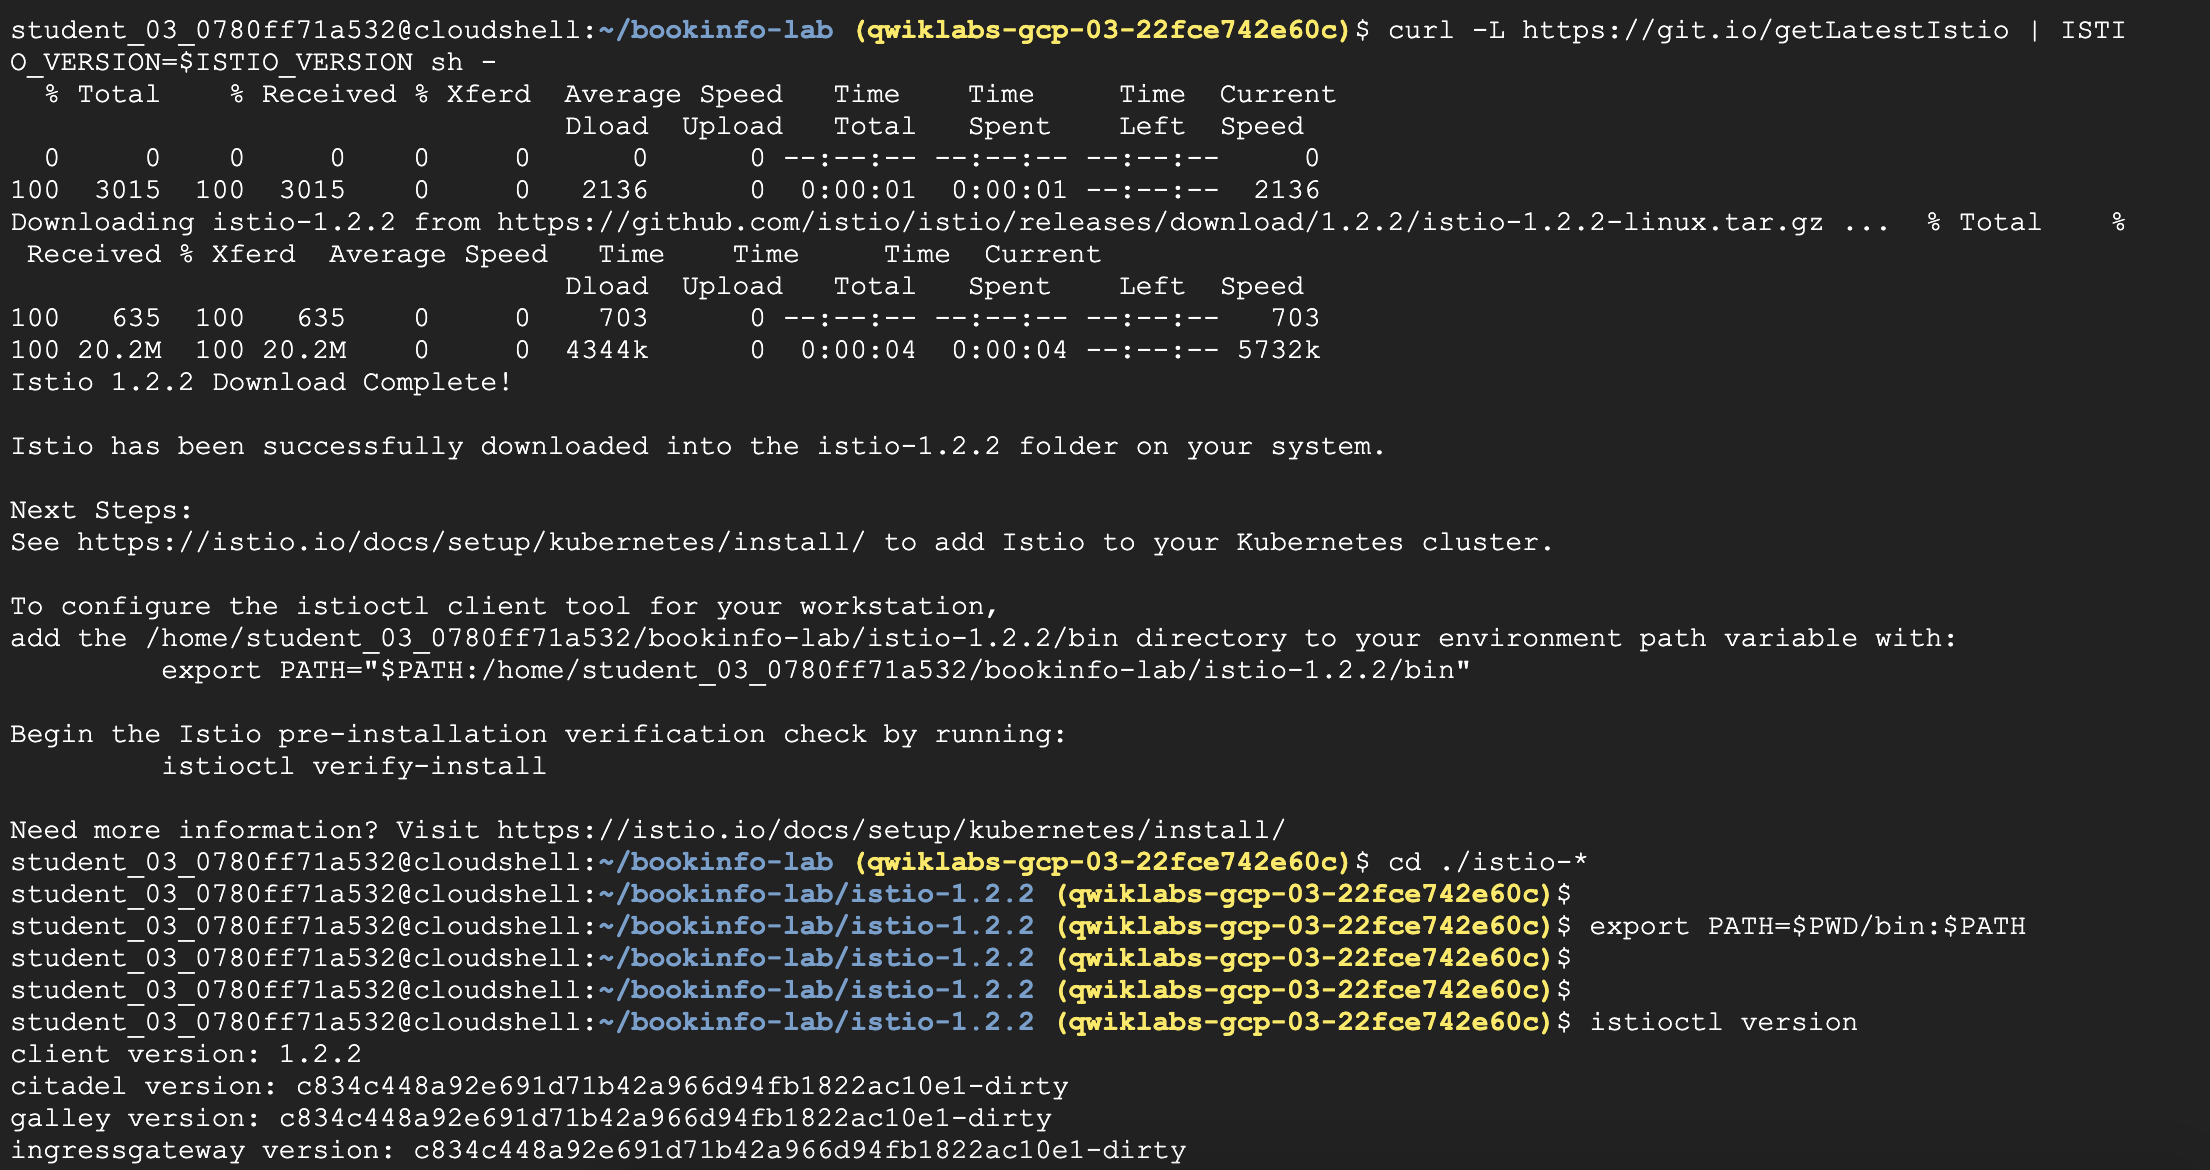 student_03_0780ff71a532@cloudshell:~/bookinfo-lab (qwiklabs-gcp-03-22fce742e60c)$ curl -L https://git.io/getLatestIstio | ISTI
O_VERSION=$ISTIO_VERSION sh -
  % Total    % Received % Xferd  Average Speed   Time    Time     Time  Current
                                 Dload  Upload   Total   Spent    Left  Speed
  0     0    0     0    0     0      0      0 --:--:-- --:--:-- --:--:--     0
100  3015  100  3015    0     0   2136      0  0:00:01  0:00:01 --:--:--  2136
Downloading istio-1.2.2 from https://github.com/istio/istio/releases/download/1.2.2/istio-1.2.2-linux.tar.gz ...  % Total    %
 Received % Xferd  Average Speed   Time    Time     Time  Current
                                 Dload  Upload   Total   Spent    Left  Speed
100   635  100   635    0     0    703      0 --:--:-- --:--:-- --:--:--   703
100 20.2M  100 20.2M    0     0  4344k      0  0:00:04  0:00:04 --:--:-- 5732k
Istio 1.2.2 Download Complete!

Istio has been successfully downloaded into the istio-1.2.2 folder on your system.

Next Steps:
See https://istio.io/docs/setup/kubernetes/install/ to add Istio to your Kubernetes cluster.

To configure the istioctl client tool for your workstation,
add the /home/student_03_0780ff71a532/bookinfo-lab/istio-1.2.2/bin directory to your environment path variable with:
         export PATH="$PATH:/home/student_03_0780ff71a532/bookinfo-lab/istio-1.2.2/bin"

Begin the Istio pre-installation verification check by running:
         istioctl verify-install

Need more information? Visit https://istio.io/docs/setup/kubernetes/install/
student_03_0780ff71a532@cloudshell:~/bookinfo-lab (qwiklabs-gcp-03-22fce742e60c)$ cd ./istio-*
student_03_0780ff71a532@cloudshell:~/bookinfo-lab/istio-1.2.2 (qwiklabs-gcp-03-22fce742e60c)$
student_03_0780ff71a532@cloudshell:~/bookinfo-lab/istio-1.2.2 (qwiklabs-gcp-03-22fce742e60c)$ export PATH=$PWD/bin:$PATH
student_03_0780ff71a532@cloudshell:~/bookinfo-lab/istio-1.2.2 (qwiklabs-gcp-03-22fce742e60c)$
student_03_0780ff71a532@cloudshell:~/bookinfo-lab/istio-1.2.2 (qwiklabs-gcp-03-22fce742e60c)$
student_03_0780ff71a532@cloudshell:~/bookinfo-lab/istio-1.2.2 (qwiklabs-gcp-03-22fce742e60c)$ istioctl version
client version: 1.2.2
citadel version: c834c448a92e691d71b42a966d94fb1822ac10e1-dirty
galley version: c834c448a92e691d71b42a966d94fb1822ac10e1-dirty
ingressgateway version: c834c448a92e691d71b42a966d94fb1822ac10e1-dirty